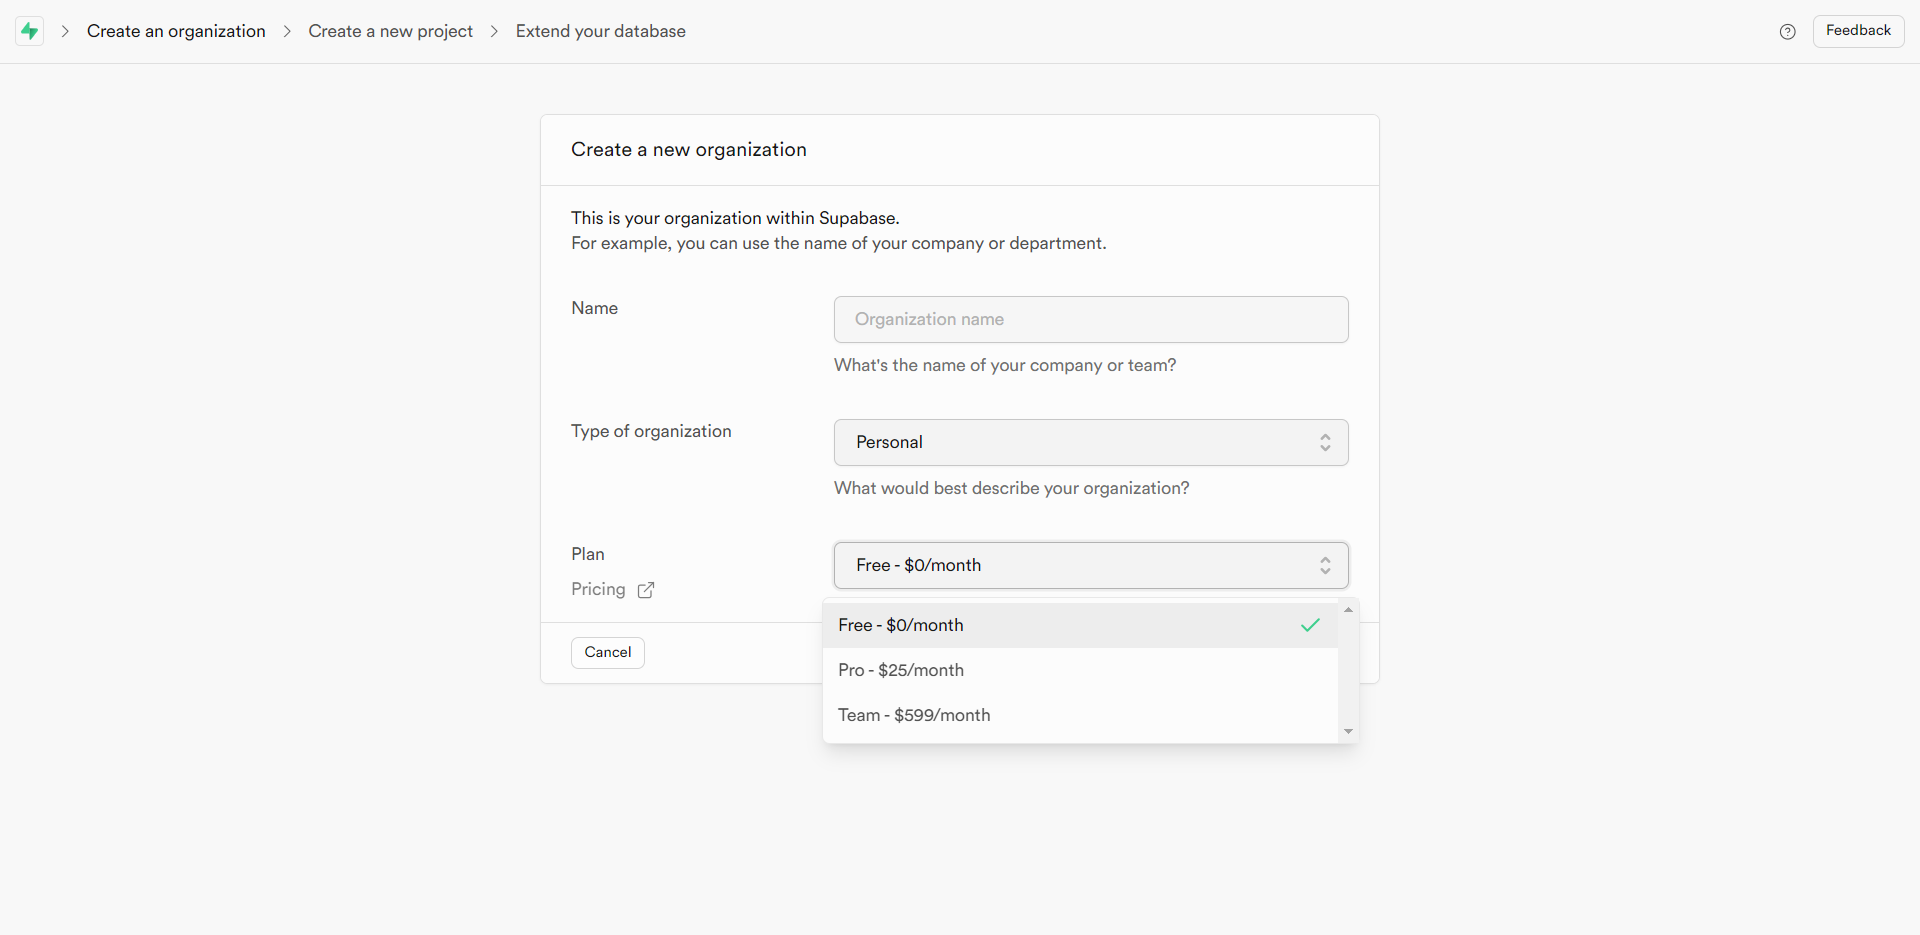 Create an organization
Create a new project
Extend your database
Feedback
Create a new organization
This is your organization within Supabase.
For example, you can use the name of your company or department.
Name
Organization name
What's the name of your company or team?
Type of organization
Personal
What would best describe your organization?
Plan
Free - $0/month
Pricing
Free - $0/month
Pro - $25/month
Team - $599/month
Cancel